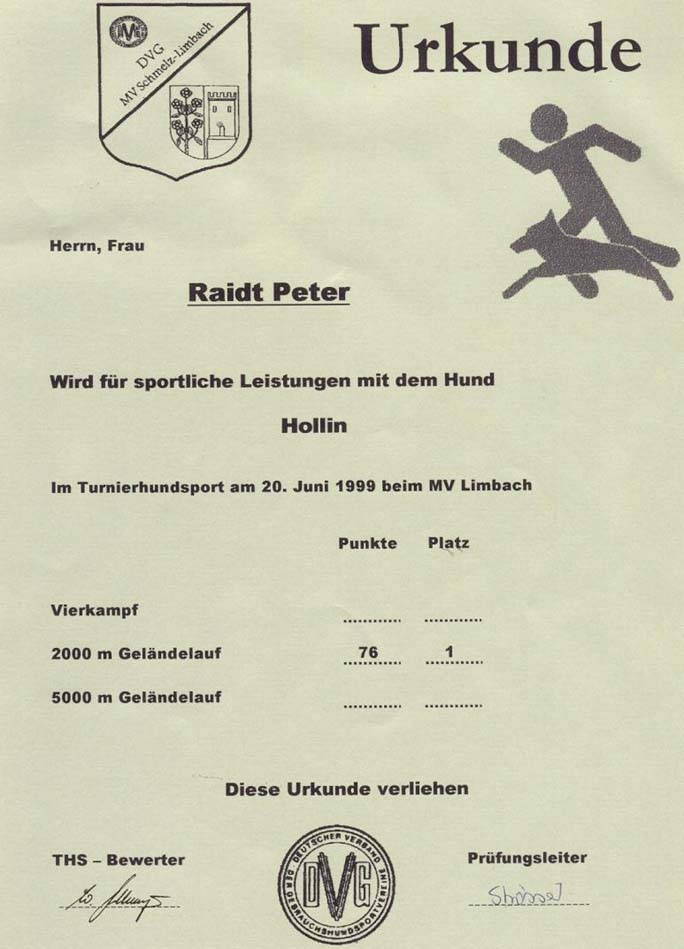 DVG
MV Schmelz-Limbach
Urkunde
Herrn, Frau
Raidt Peter
Wird für sportliche Leistungen mit dem Hund
Hollin
Im Turnierhundsport am 20. Juni 1999 beim MV Limbach
Punkte Platz
Vierkampf
2000 m Geländelauf 76 1
5000 m Geländelauf
Diese Urkunde verliehen
THS – Bewerter
DEUTSCHER VERBAND
DER GEBRAUCHSHUNDSPORTVEREINE
DVG
Prüfungsleiter